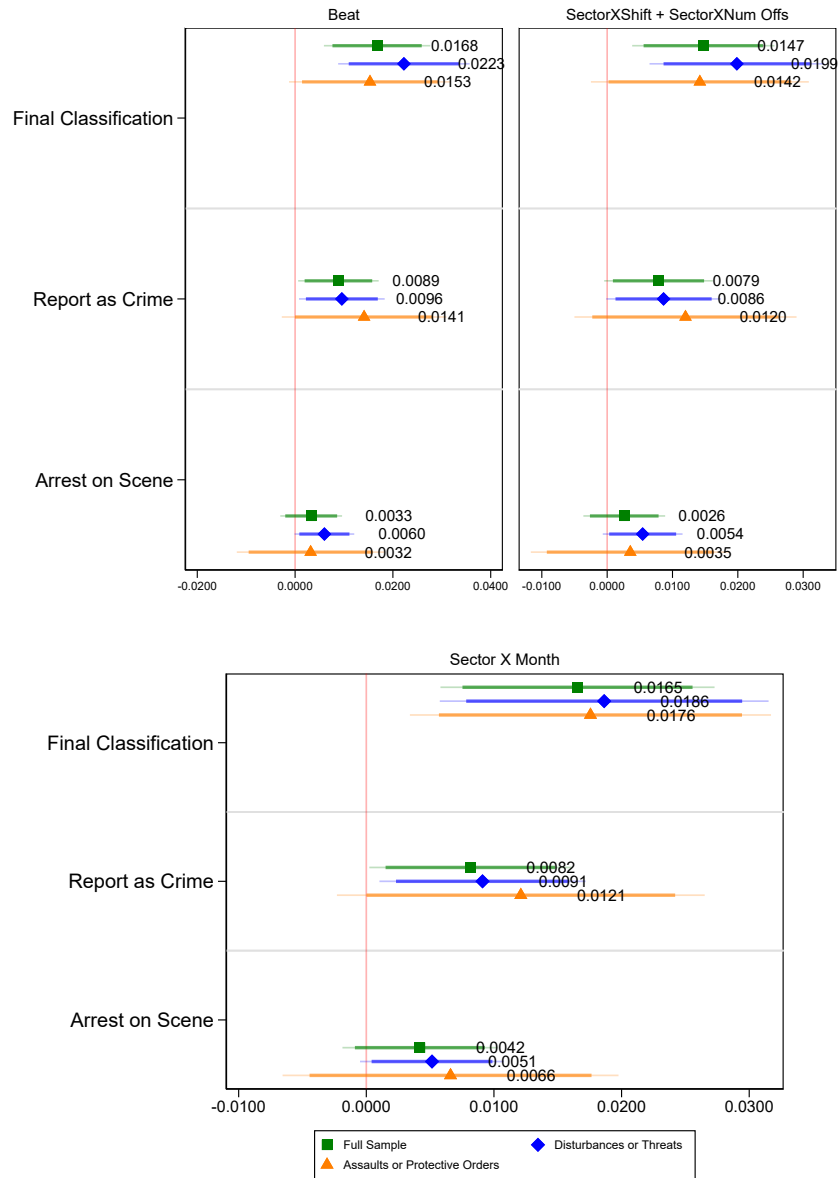 Beat
SectorXShift + SectorXNum Offs
Final Classification
0.0168
0.0223
0.0153
0.0147
0.0199
0.0142
Report as Crime
0.0089
0.0096
0.0141
0.0079
0.0086
0.0120
Arrest on Scene
0.0033
0.0060
0.0032
0.0026
0.0054
0.0035
-0.0200 0.0000 0.0200 0.0400
-0.0100 0.0000 0.0100 0.0200 0.0300
Sector X Month
Final Classification
0.0165
0.0186
0.0176
Report as Crime
0.0082
0.0091
0.0121
Arrest on Scene
0.0042
0.0051
0.0066
-0.0100 0.0000 0.0100 0.0200 0.0300
Full Sample
Disturbances or Threats
Assaults or Protective Orders